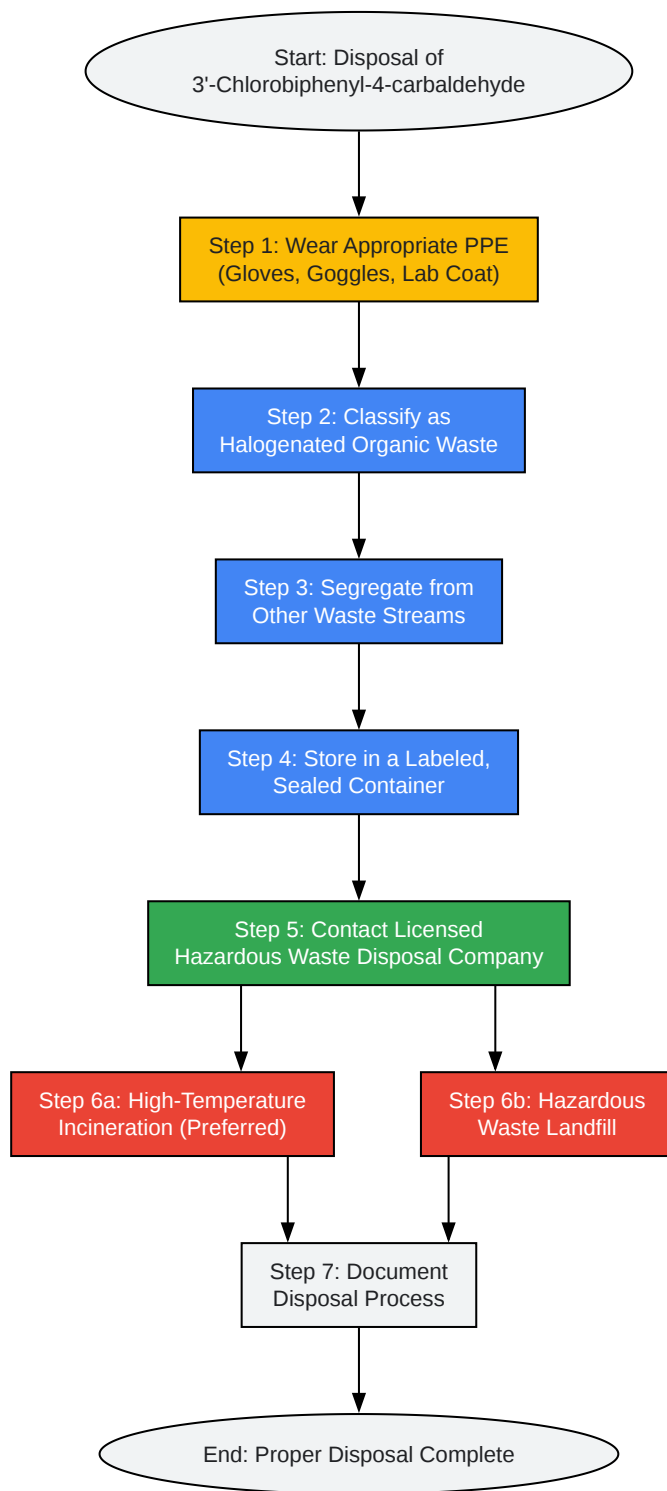 Start: Disposal of
3'-Chlorobiphenyl-4-carbaldehyde
Step 1: Wear Appropriate PPE
(Gloves, Goggles, Lab Coat)
Step 2: Classify as
Halogenated Organic Waste
Step 3: Segregate from
Other Waste Streams
Step 4: Store in a Labeled,
Sealed Container
Step 5: Contact Licensed
Hazardous Waste Disposal Company
Step 6a: High-Temperature
Incineration (Preferred)
Step 6b: Hazardous
Waste Landfill
Step 7: Document
Disposal Process
End: Proper Disposal Complete